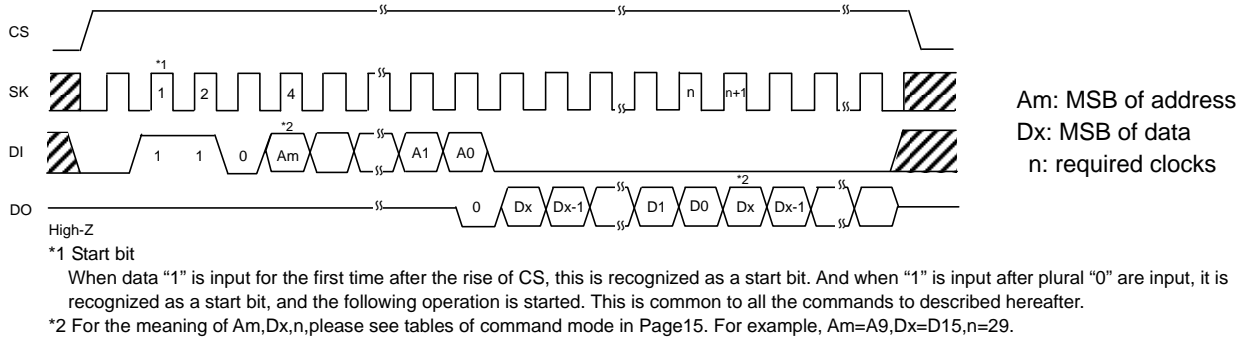 CS
SK *1 1 2 4 n n+1
DI 1 1 0 *2 Am A1 A0
DO 0 Dx Dx-1 D1 D0 *2 Dx Dx-1
High-Z
Am: MSB of address
Dx: MSB of data
n: required clocks
*1 Start bit
When data “1” is input for the first time after the rise of CS, this is recognized as a start bit. And when “1” is input after plural “0” are input, it is
recognized as a start bit, and the following operation is started. This is common to all the commands to described hereafter.
*2 For the meaning of Am,Dx,n,please see tables of command mode in Page15. For example, Am=A9,Dx=D15,n=29.